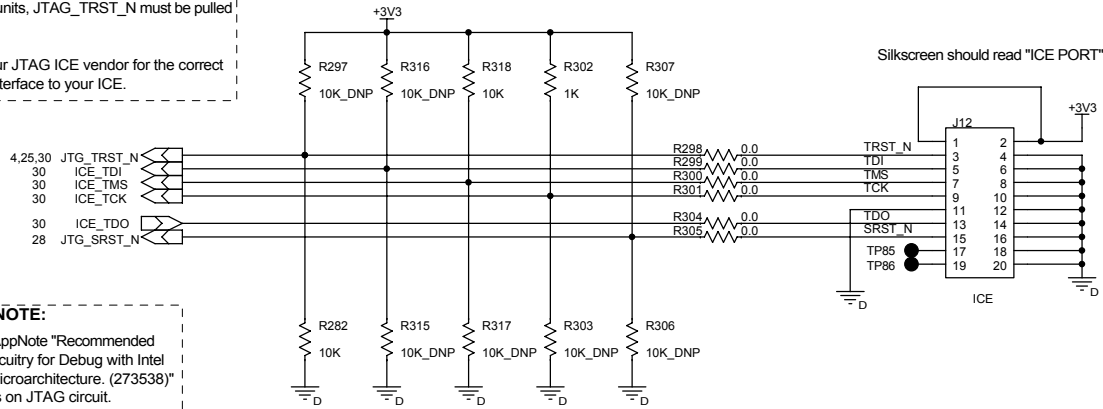 units, JTAG_TRST_N must be pulled
JTAG ICE vendor for the correct
to your ICE.
+3V3
R297
10K_DNP
R316
10K_DNP
R318
10K
R302
1K
R307
10K_DNP
Silkscreen should read "ICE PORT"
+3V3
J12
4,25,30 JTG_TRST_N
30 ICE_TDI
30 ICE_TMS
30 ICE_TCK
30 ICE_TDO
28 JTG_SRST_N
R298 0.0 TRST_N
R299 0.0 TDI
R300 0.0 TMS
R301 0.0 TCK
R304 0.0 TDO
R305 0.0 SRST_N
TP85
TP86
1 2
3 4
5 6
7 8
9 10
11 12
13 14
15 16
17 18
19 20
ICE
D
D
NOTE:
AppNote "Recommended
for Debug with Intel
(273538)"
on JTAG circuit.
R282
10K
R315
10K_DNP
R317
10K_DNP
R303
10K_DNP
R306
10K_DNP
D
D
D
D
D